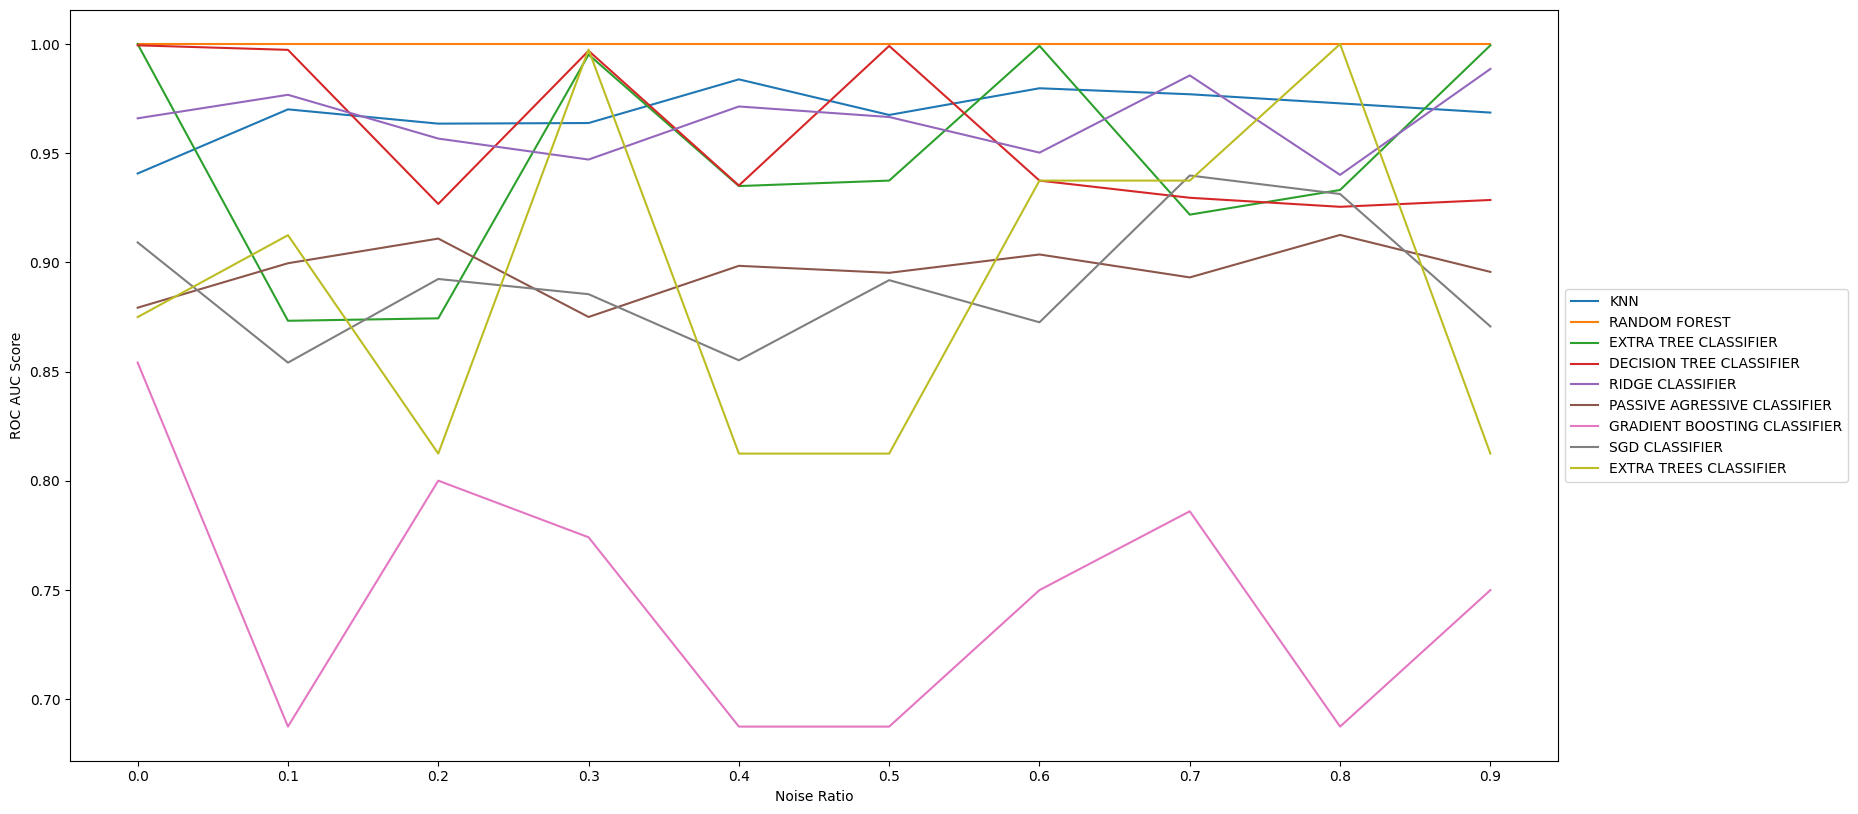 1.00
0.95
0.90
0.85
0.80
0.75
0.70
ROC AUC Score
0.0 0.1 0.2 0.3 0.4 0.5 0.6 0.7 0.8 0.9
Noise Ratio
KNN
RANDOM FOREST
EXTRA TREE CLASSIFIER
DECISION TREE CLASSIFIER
RIDGE CLASSIFIER
PASSIVE AGRESSIVE CLASSIFIER
GRADIENT BOOSTING CLASSIFIER
SGD CLASSIFIER
EXTRA TREES CLASSIFIER